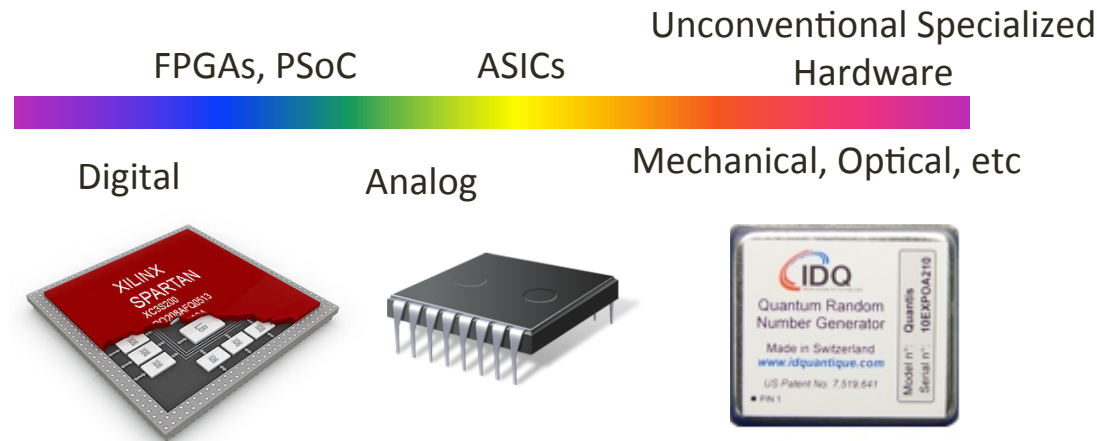 Unconventional Specialized
Hardware
FPGAs, PSoC
ASICs
Digital
Analog
Mechanical, Optical, etc
XILINX
SPARTAN
XC3S200
IDQ
Quantum Random
Number Generator
Made in Switzerland
www.idquantique.com
US Patent No. 7,519,641
PIN 1
Model n°: Quantis
Serial n°: 10EXPOA210